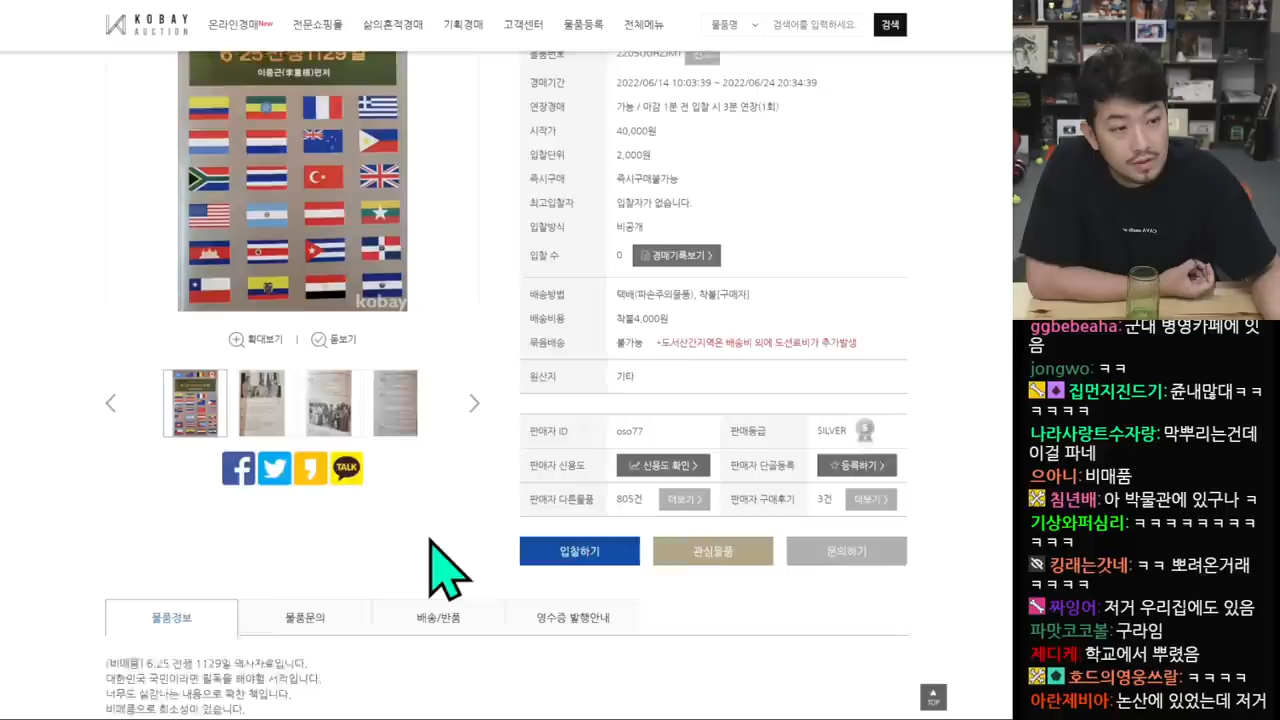 KOBAY
AUCTION
온라인경매New
전문쇼핑몰
삶의흔적경매
기획경매
고객센터
물품등록
전체메뉴
물품명
검색어를 입력하세요.
검색
6·25전쟁 1129일
이중근(李重根)편저
kobay
확대보기 | 돋보기
TALK
물품번호
경매기간 2022/06/14 10:03:39 ~ 2022/06/24 20:34:39
연장경매 가능 / 마감 1분 전 입찰 시 3분 연장(1회)
시작가 40,000원
입찰단위 2,000원
즉시구매 즉시구매불가능
최고입찰자 입찰자가 없습니다.
입찰방식 비공개
입찰 수 0 경매기록보기 >
배송방법 택배(파손주의물품), 착불[구매자]
배송비용 착불4,000원
묶음배송 불가능 *도서산간지역은 배송비 외에 도선료비가 추가발생
원산지 기타
판매자 ID oso77 판매등급 SILVER S
판매자 신용도 신용도 확인 > 판매자 단골등록 ☆ 등록하기 >
판매자 다른물품 805건 더보기 > 판매자 구매후기 3건 더보기 >
입찰하기 관심물품 문의하기
물품정보 물품문의 배송/반품 영수증 발행안내
(비매품) 6.25 전쟁 1129일 역사자료입니다.
대한민국 국민이라면 필독을 해야할 서적입니다.
너무도 실감나는 내용으로 꽉찬 책입니다.
비매품으로 희소성이 있습니다.
▲
TOP
ggbebeaha: 군대 병영카페에 잇
음
jongwo: ㅋㅋ
집먼지진드기: 쥰내많대ㅋㅋ
ㅋㅋㅋㅋㅋ
나라사랑트수자랑: 막뿌리는건데
이걸 파네
으아니: 비매품
침년배: 아 박물관에 있구나 ㅋ
기상와퍼심리: ㅋㅋㅋㅋㅋㅋㅋㅋ
ㅋㅋㅋ
킹래는갓네: ㅋㅋ 뽀려온거래
ㅋㅋㅋㅋㅋ
짜잉어: 저거 우리집에도 있음
파맛코코볼: 구라임
제디케: 학교에서 뿌렸음
호드의영웅쓰랄: ㅋㅋㅋㅋ
아란제비아: 논산에 있었는데 저거